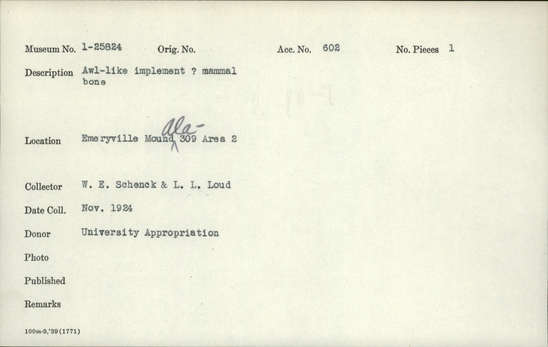 Museum No. 1-25824 Orig. No. Acc. No. 602 No. Pieces 1
Description Awl-like implement ? mammal
bone
Location Emeryville Mound Ala- 309 Area 2
Collector W. E. Schenck & L. L. Loud
Date Coll. Nov. 1924
Donor University Appropriation
Photo
Published
Remarks
100m-9,'39(1771)